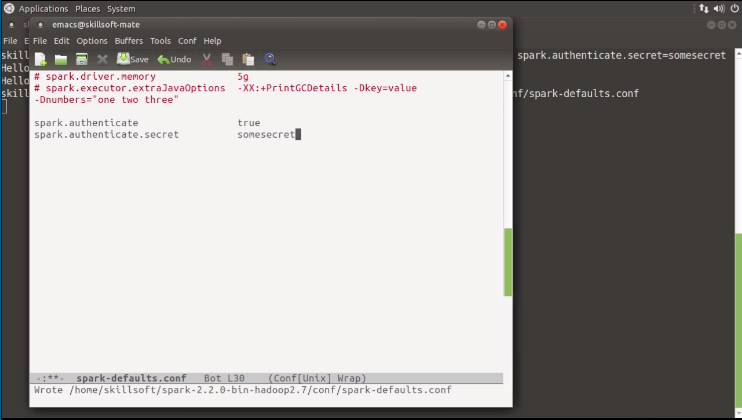 Applications Places System
emacs@skillsoft-mate
File Edit Options Buffers Tools Conf Help
Save Undo
# spark.driver.memory 5g
# spark.executor.extraJavaOptions -XX:+PrintGCDetails -Dkey=value
-Dnumbers="one two three"
spark.authenticate true
spark.authenticate.secret somesecret
-:**- spark-defaults.conf Bot L30 (Conf[Unix] Wrap)
Wrote /home/skillsoft/spark-2.2.0-bin-hadoop2.7/conf/spark-defaults.conf
File E
skill spark.authenticate.secret=somesecret
Hello
Hello
skill nf/spark-defaults.conf